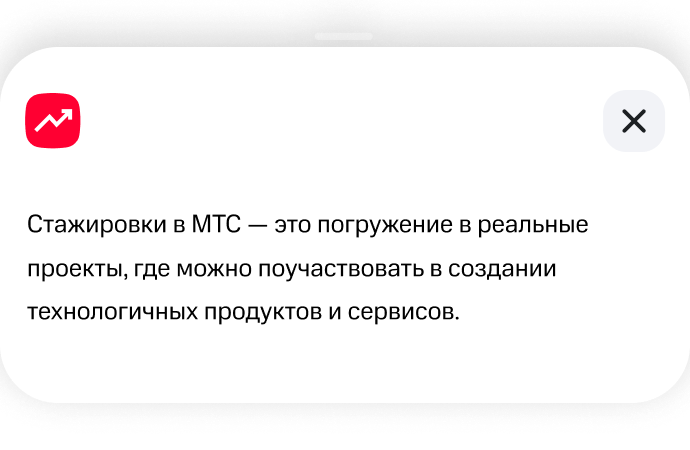 Стажировки в МТС — это погружение в реальные
проекты, где можно поучаствовать в создании
технологичных продуктов и сервисов.